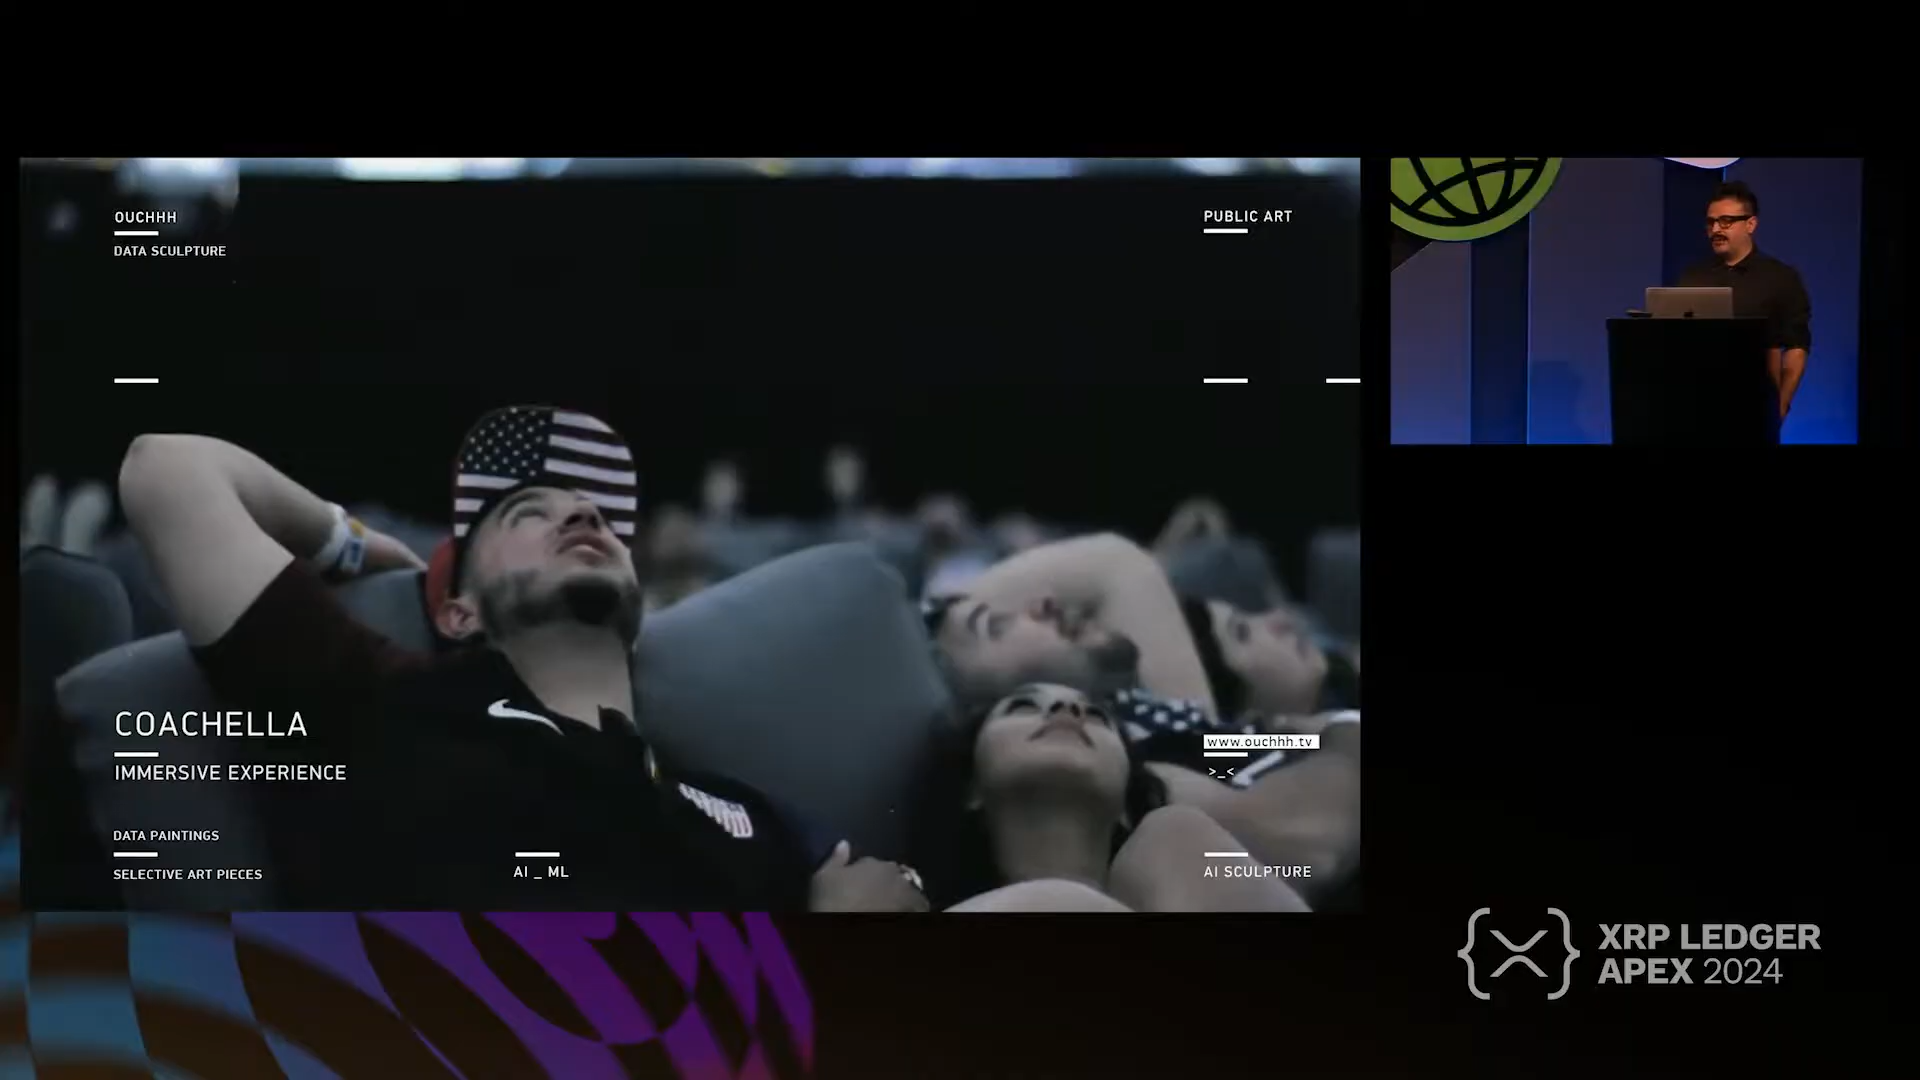 OUCHHH
DATA SCULPTURE
PUBLIC ART
COACHELLA
IMMERSIVE EXPERIENCE
www.ouchhh.tv
>_<
DATA PAINTINGS
SELECTIVE ART PIECES
AI _ ML
AI SCULPTURE
XRP LEDGER
APEX 2024